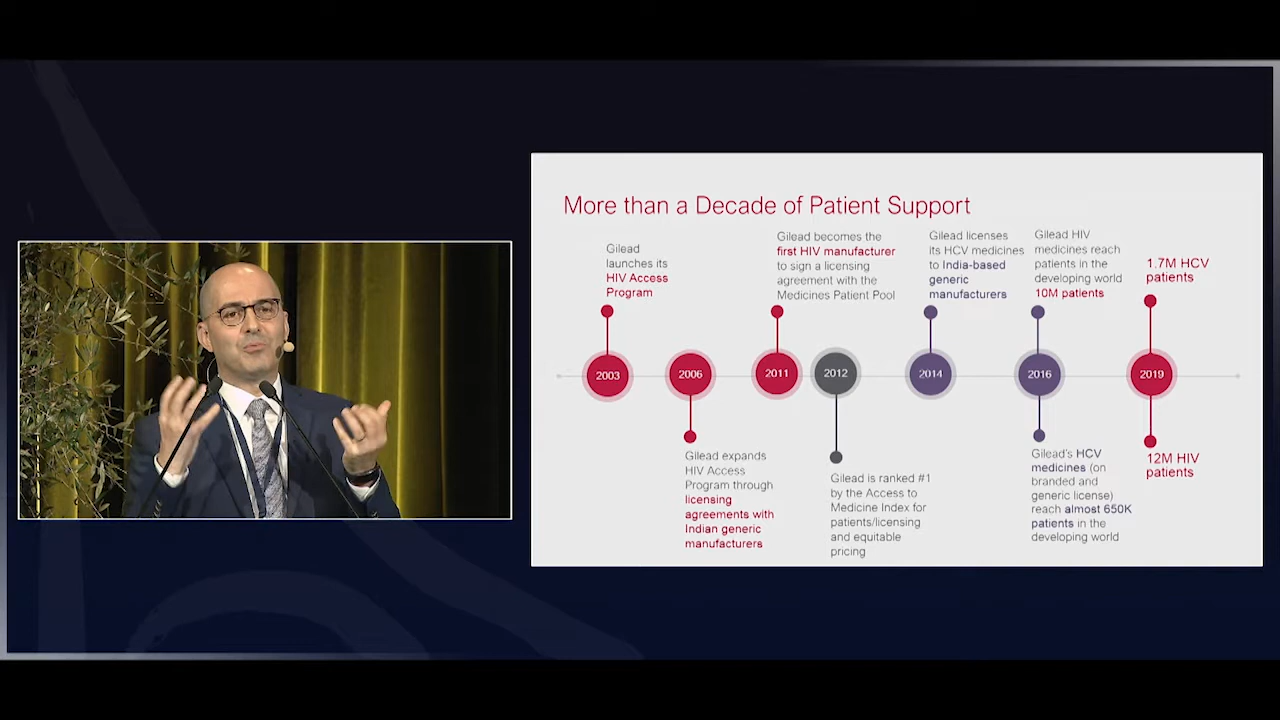 More than a Decade of Patient Support
Gilead
launches its
HIV Access
Program
Gilead becomes the
first HIV manufacturer
to sign a licensing
agreement with the
Medicines Patient Pool
Gilead licenses
its HCV medicines
to India-based
generic
manufacturers
Gilead HIV
medicines reach
patients in the
developing world
10M patients
1.7M HCV
patients
2003
2006
2011
2012
2014
2016
2019
Gilead expands
HIV Access
Program through
licensing
agreements with
Indian generic
manufacturers
Gilead is ranked #1
by the Access to
Medicine Index for
patients/licensing
and equitable
pricing
Gilead's HCV
medicines (on
branded and
generic license)
reach almost 650K
patients in the
developing world
12M HIV
patients